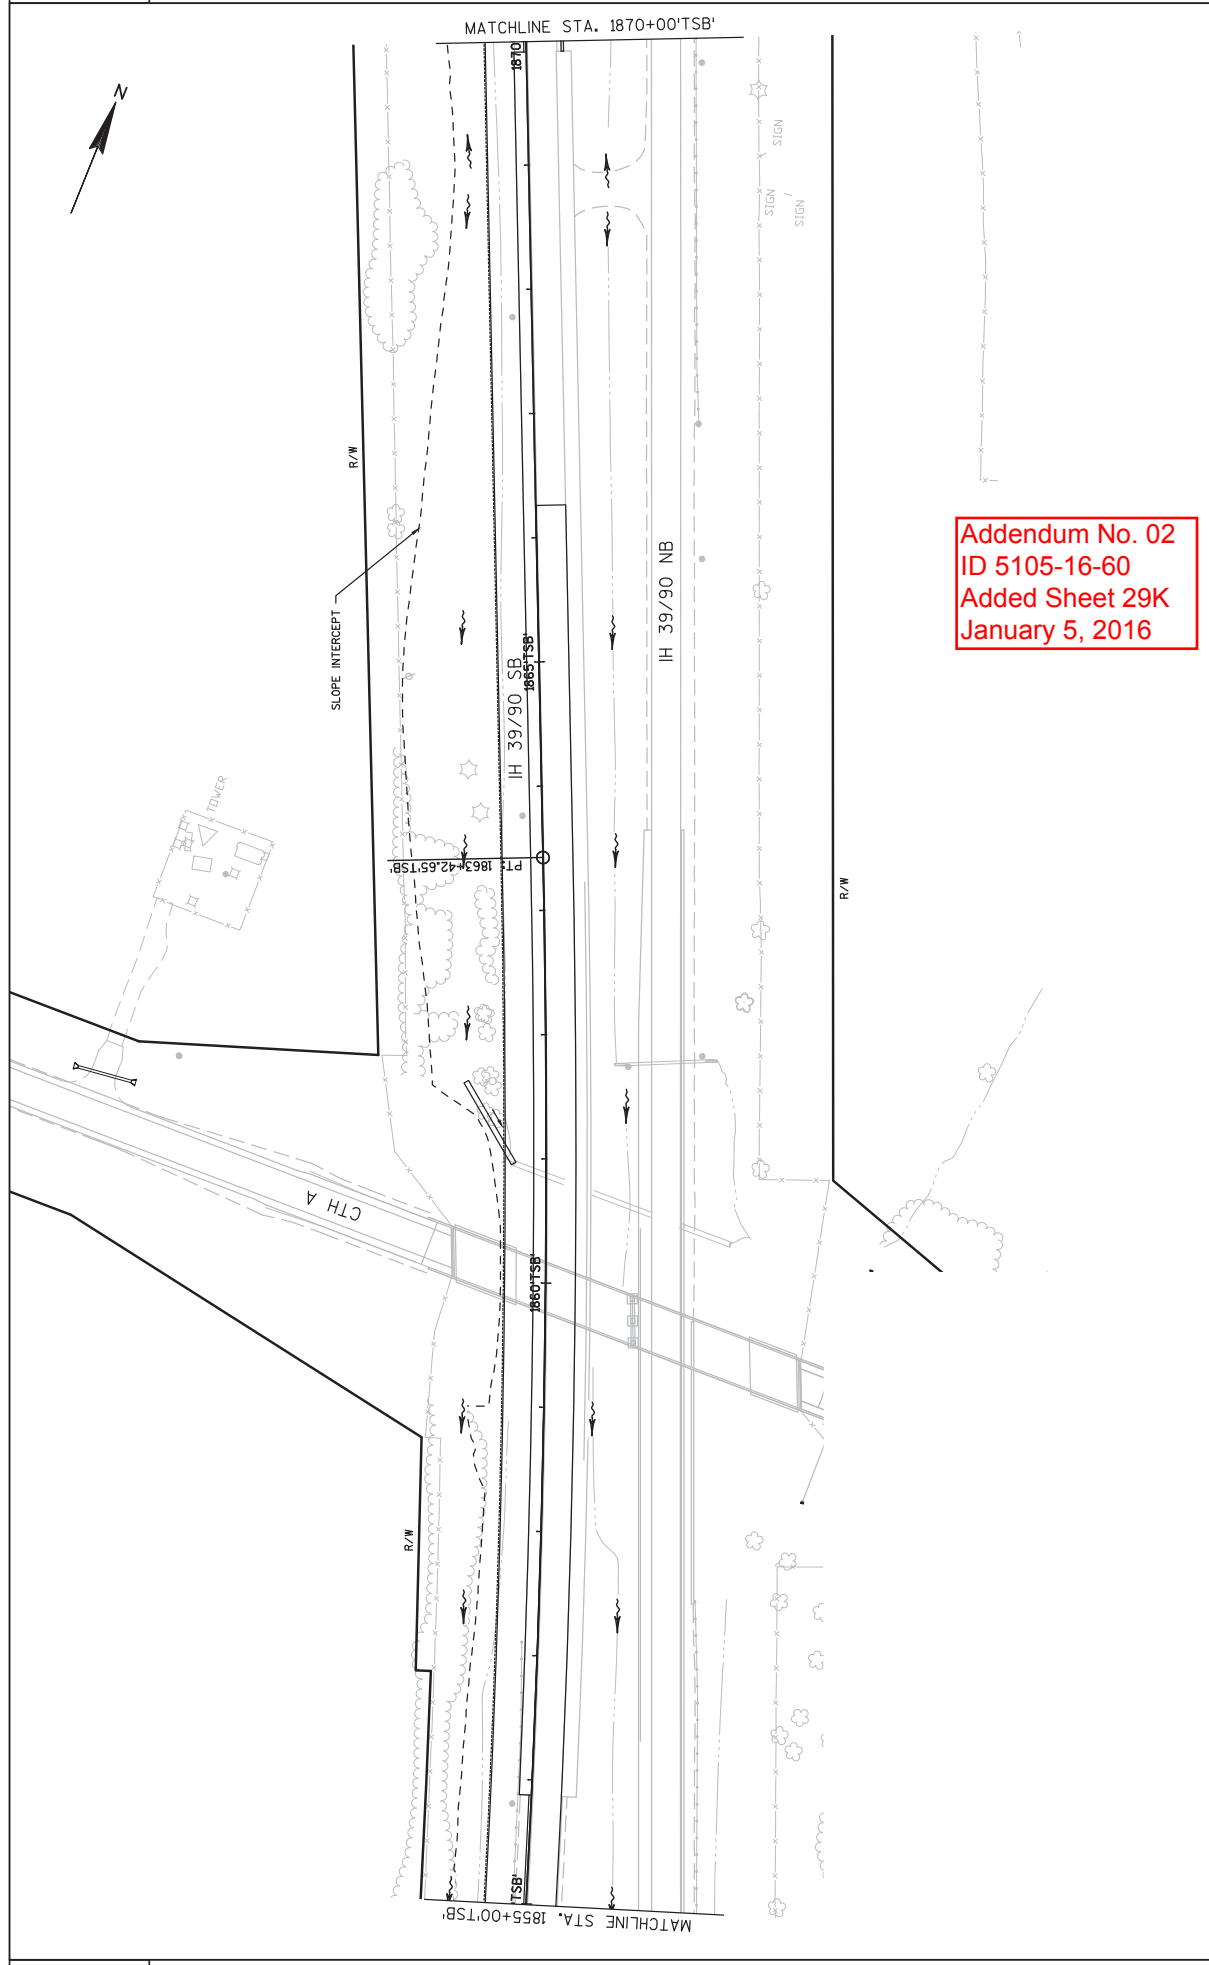 MATCHLINE STA. 1870+00'TSB'
1870
N
SIGN
SIGN
SIGN
R/W
Addendum No. 02
ID 5105-16-60
Added Sheet 29K
January 5, 2016
IH 39/90 NB
SLOPE INTERCEPT
1865'TSB'
IH 39/90 SB
TOWER
PT: 1863+42.65'TSB'
R/W
CTH A
1860'TSB'
R/W
'TSB'
MATCHLINE STA. 1855+00'TSB'